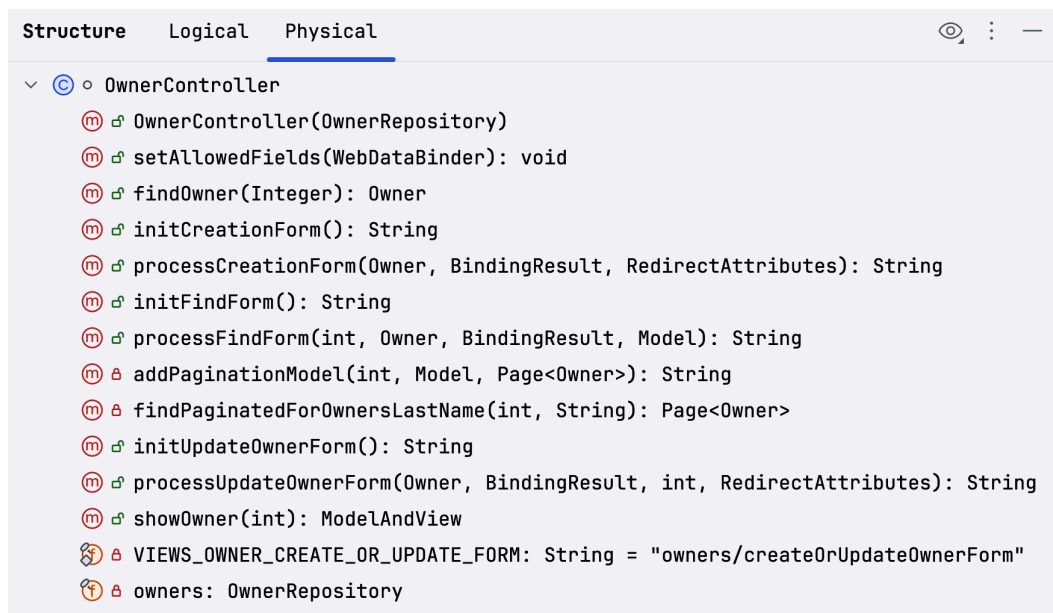 Structure Logical Physical
OwnerController
OwnerController(OwnerRepository)
setAllowedFields(WebDataBinder): void
findOwner(Integer): Owner
initCreationForm(): String
processCreationForm(Owner, BindingResult, RedirectAttributes): String
initFindForm(): String
processFindForm(int, Owner, BindingResult, Model): String
addPaginationModel(int, Model, Page<Owner>): String
findPaginatedForOwnersLastName(int, String): Page<Owner>
initUpdateOwnerForm(): String
processUpdateOwnerForm(Owner, BindingResult, int, RedirectAttributes): String
showOwner(int): ModelAndView
VIEWS_OWNER_CREATE_OR_UPDATE_FORM: String = "owners/createOrUpdateOwnerForm"
owners: OwnerRepository